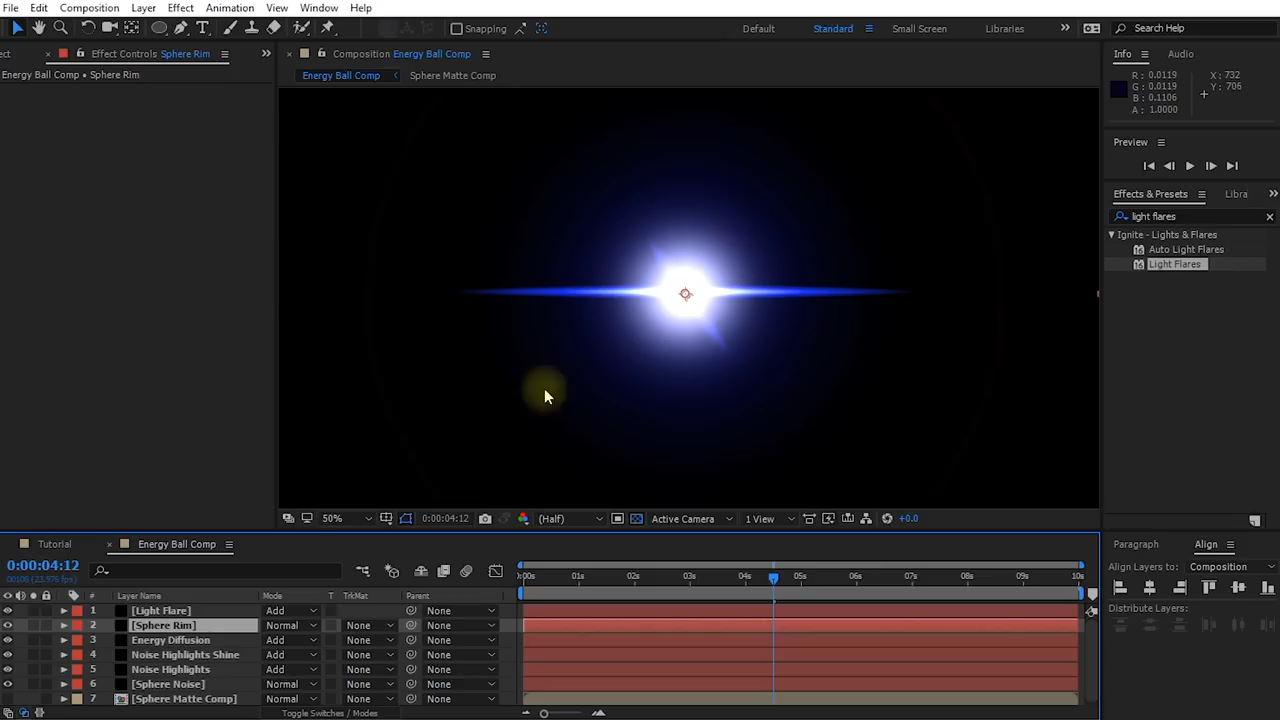 File Edit Composition Layer Effect Animation View Window Help
Snapping Default Standard Small Screen Libraries Search Help
Effect Controls Sphere Rim
Composition Energy Ball Comp
Info Audio
Energy Ball Comp • Sphere Rim
Energy Ball Comp Sphere Matte Comp
R: 0.0119
G: 0.0119
B: 0.1106
A: 1.0000
X: 732
Y: 706
Preview
Effects & Presets Libra
light flares
Ignite - Lights & Flares
Auto Light Flares
Light Flares
50% 0:00:04:12 (Half) Active Camera 1 View +0.0
Tutorial Energy Ball Comp
Paragraph Align
0:00:04:12
00108 (23.976 fps)
Align Layers to: Composition
:00s 01s 02s 03s 04s 05s 06s 07s 08s 09s 10s
# Layer Name Mode T TrkMat Parent
Distribute Layers:
1 [Light Flare] Add None
2 [Sphere Rim] Normal None None
3 Energy Diffusion Add None None
4 Noise Highlights Shine Add None None
5 Noise Highlights Add None None
6 [Sphere Noise] Normal None None
7 [Sphere Matte Comp] Normal None None
Toggle Switches / Modes